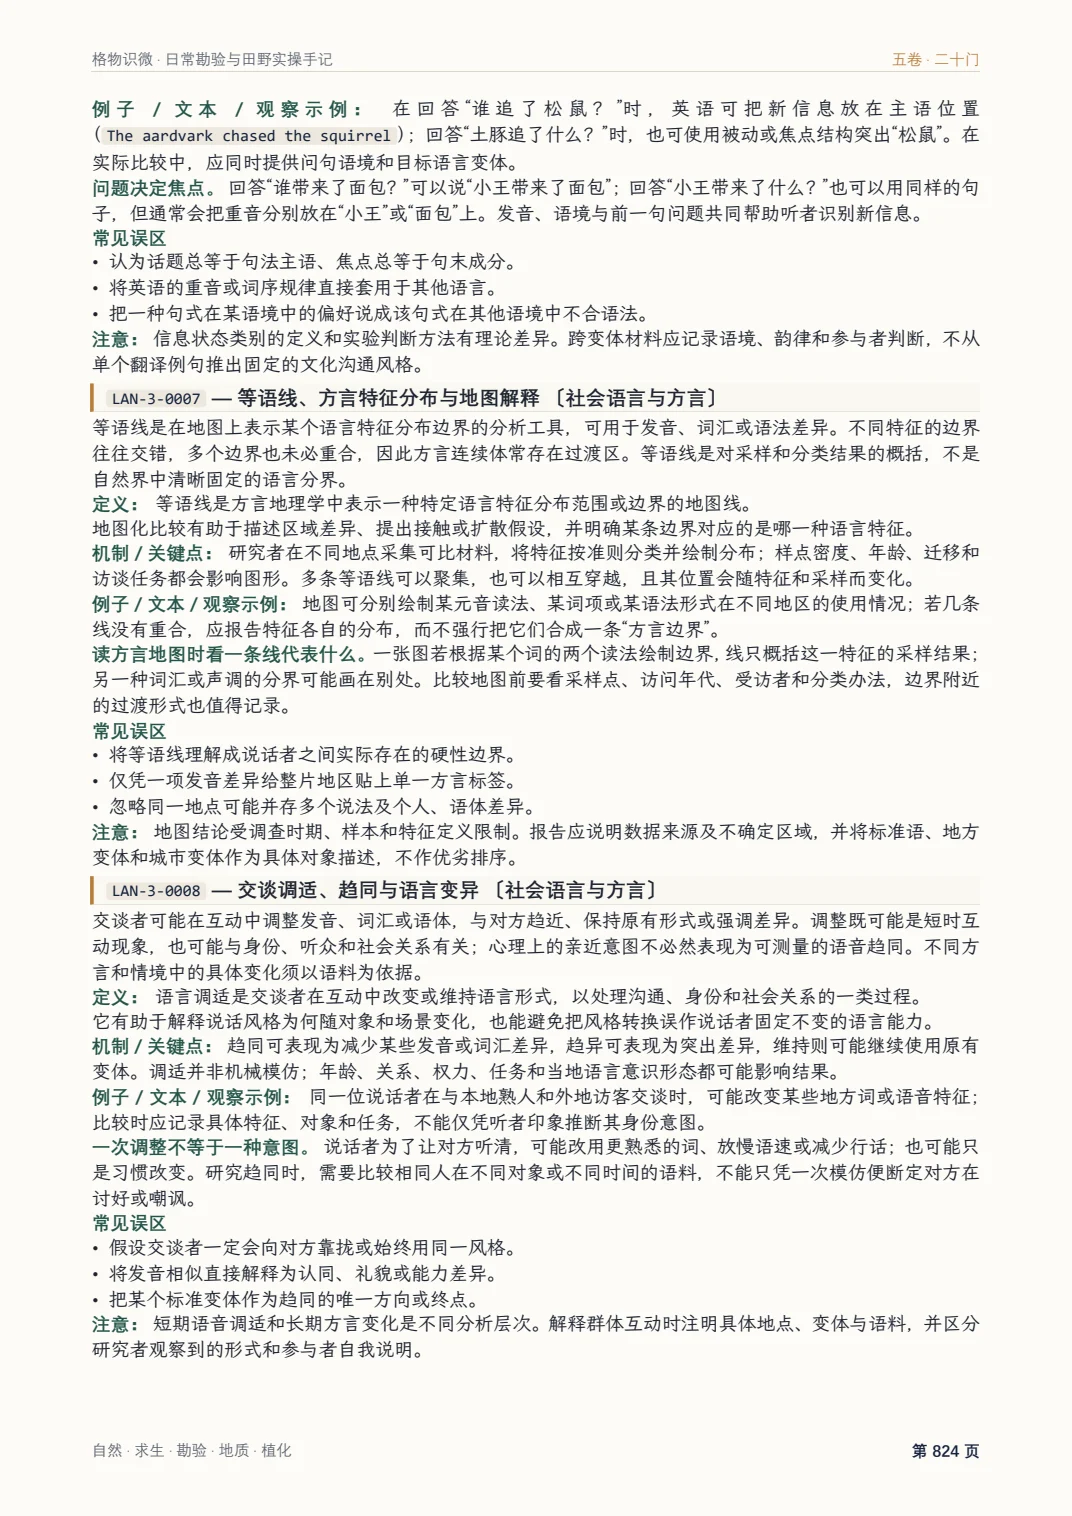 格物识微 · 日常勘验与田野实操手记
五卷 · 二十门
例子 / 文本 / 观察示例： 在回答“谁追了松鼠？”时，英语可把新信息放在主语位置
（The aardvark chased the squirrel）；回答“土豚追了什么？”时，也可使用被动或焦点结构突出“松鼠”。在
实际比较中，应同时提供问句语境和目标语言变体。
问题决定焦点。回答“谁带来了面包？”可以说“小王带来了面包”；回答“小王带来了什么？”也可以用同样的句
子，但通常会把重音分别放在“小王”或“面包”上。发音、语境与前一句问题共同帮助听者识别新信息。
常见误区
• 认为话题总等于句法主语、焦点总等于句末成分。
• 将英语的重音或词序规律直接套用于其他语言。
• 把一种句式在某语境中的偏好说成该句式在其他语境中不合语法。
注意： 信息状态类别的定义和实验判断方法有理论差异。跨变体材料应记录语境、韵律和参与者判断，不从
单个翻译例句推出固定的文化沟通风格。
LAN-3-0007 — 等语线、方言特征分布与地图解释 〔社会语言与方言〕
等语线是在地图上表示某个语言特征分布边界的分析工具，可用于发音、词汇或语法差异。不同特征的边界
往往交错，多个边界也未必重合，因此方言连续体常存在过渡区。等语线是对采样和分类结果的概括，不是
自然界中清晰固定的语言分界。
定义： 等语线是方言地理学中表示一种特定语言特征分布范围或边界的地图线。
地图化比较有助于描述区域差异、提出接触或扩散假设，并明确某条边界对应的是哪一种语言特征。
机制 / 关键点： 研究者在不同地点采集可比材料，将特征按准则分类并绘制分布；样点密度、年龄、迁移和
访谈任务都会影响图形。多条等语线可以聚集，也可以相互穿越，且其位置会随特征和采样而变化。
例子 / 文本 / 观察示例： 地图可分别绘制某元音读法、某词项或某语法形式在不同地区的使用情况；若几条
线没有重合，应报告特征各自的分布，而不强行把它们合成一条“方言边界”。
读方言地图时看一条线代表什么。一张图若根据某个词的两个读法绘制边界，线只概括这一特征的采样结果；
另一种词汇或声调的分界可能画在别处。比较地图前要看采样点、访问年代、受访者和分类办法，边界附近
的过渡形式也值得记录。
常见误区
• 将等语线理解成说话者之间实际存在的硬性边界。
• 仅凭一项发音差异给整片地区贴上单一方言标签。
• 忽略同一地点可能并存多个说法及个人、语体差异。
注意： 地图结论受调查时期、样本和特征定义限制。报告应说明数据来源及不确定区域，并将标准语、地方
变体和城市变体作为具体对象描述，不作优劣排序。
LAN-3-0008 — 交谈调适、趋同与语言变异 〔社会语言与方言〕
交谈者可能在互动中调整发音、词汇或语体，与对方趋近、保持原有形式或强调差异。调整既可能是短时互
动现象，也可能与身份、听众和社会关系有关；心理上的亲近意图不必然表现为可测量的语音趋同。不同方
言和情境中的具体变化须以语料为依据。
定义： 语言调适是交谈者在互动中改变或维持语言形式，以处理沟通、身份和社会关系的一类过程。
它有助于解释说话风格为何随对象和场景变化，也能避免把风格转换误作说话者固定不变的语言能力。
机制 / 关键点： 趋同可表现为减少某些发音或词汇差异，趋异可表现为突出差异，维持则可能继续使用原有
变体。调适并非机械模仿；年龄、关系、权力、任务和当地语言意识形态都可能影响结果。
例子 / 文本 / 观察示例： 同一位说话者在与本地熟人和外地访客交谈时，可能改变某些地方词或语音特征；
比较时应记录具体特征、对象和任务，不能仅凭听者印象推断其身份意图。
一次调整不等于一种意图。 说话者为了让对方听清，可能改用更熟悉的词、放慢语速或减少行话；也可能只
是习惯改变。研究趋同时，需要比较相同人在不同对象或不同时间的语料，不能只凭一次模仿便断定对方在
讨好或嘲讽。
常见误区
• 假设交谈者一定会向对方靠拢或始终用同一风格。
• 将发音相似直接解释为认同、礼貌或能力差异。
• 把某个标准变体作为趋同的唯一方向或终点。
注意： 短期语音调适和长期方言变化是不同分析层次。解释群体互动时注明具体地点、变体与语料，并区分
研究者观察到的形式和参与者自我说明。
自然 · 求生 · 勘验 · 地质 · 植化
第 824 页